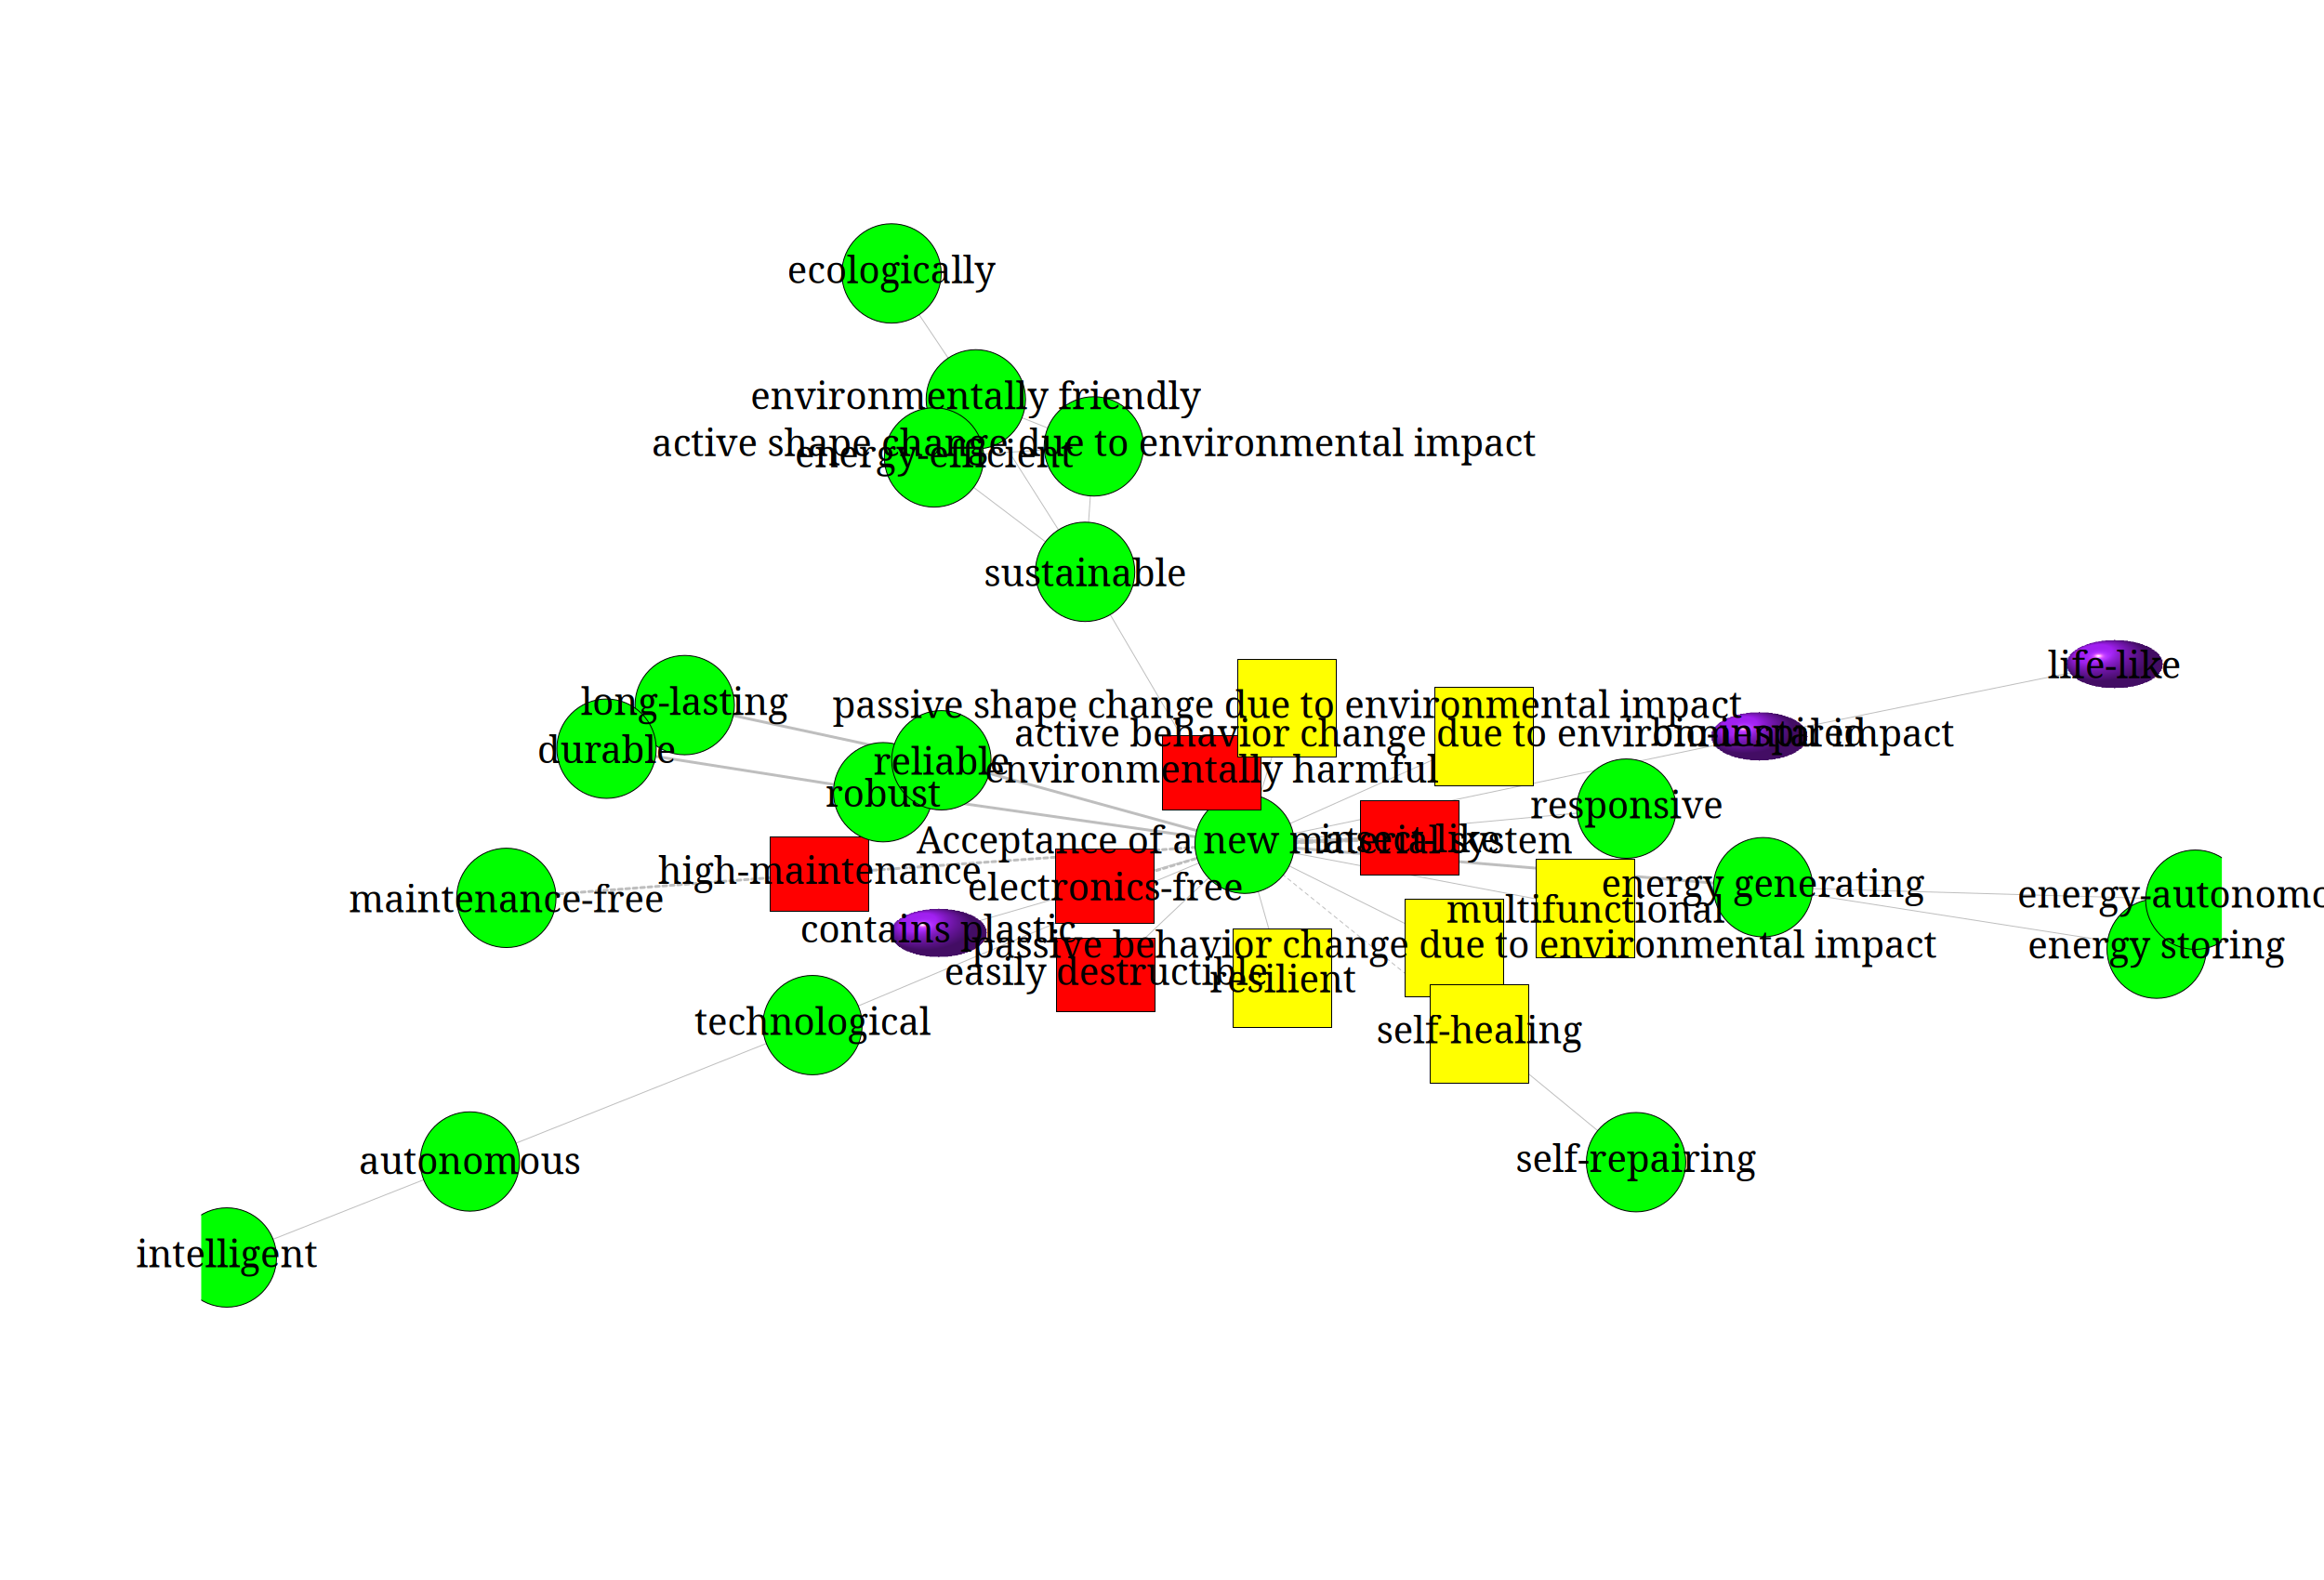 ecologically
environmentally friendly
active shape change due to environmental impact
energy-efficient
sustainable
life-like
long-lasting
passive shape change due to environmental impact
active behavior change due to environmental impact
bio-inspired
durable
reliable
environmentally harmful
robust
responsive
Acceptance of a new material system
insect-like
high-maintenance
energy generating
electronics-free
maintenance-free
energy-autonomo
multifunctional
contains plastic
passive behavior change due to environmental impact
energy storing
easily destructible
resilient
technological
self-healing
autonomous
self-repairing
intelligent